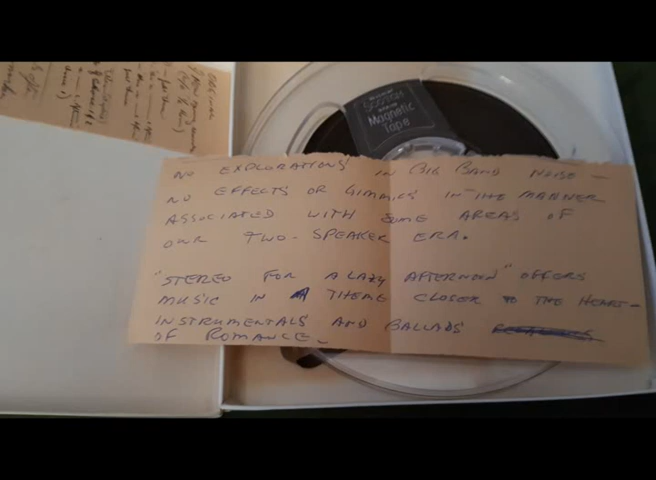 SCOTCH
Magnetic
Tape
NO EXPLORATIONS IN BIG BAND NOISE -
NO EFFECTS OR GIMMICS IN THE MANNER
ASSOCIATED WITH SOME AREAS OF
OUR TWO-SPEAKER ERA.
"STEREO FOR A LAZY AFTERNOON" OFFERS
MUSIC IN A THEME CLOSER TO THE HEART-
INSTRUMENTALS AND BALLADS
OF ROMANCE.